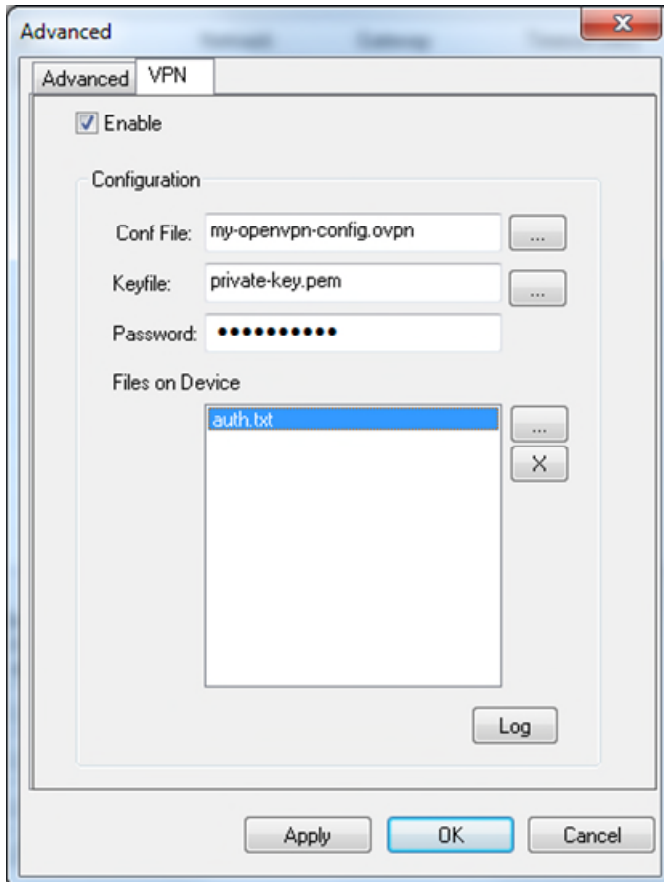 Advanced
Advanced VPN
Enable
Configuration
Conf File: my-openvpn-config.ovpn ...
Keyfile: private-key.pem ...
Password: ●●●●●●●●●●
Files on Device
auth.txt ...
X
Log
Apply OK Cancel